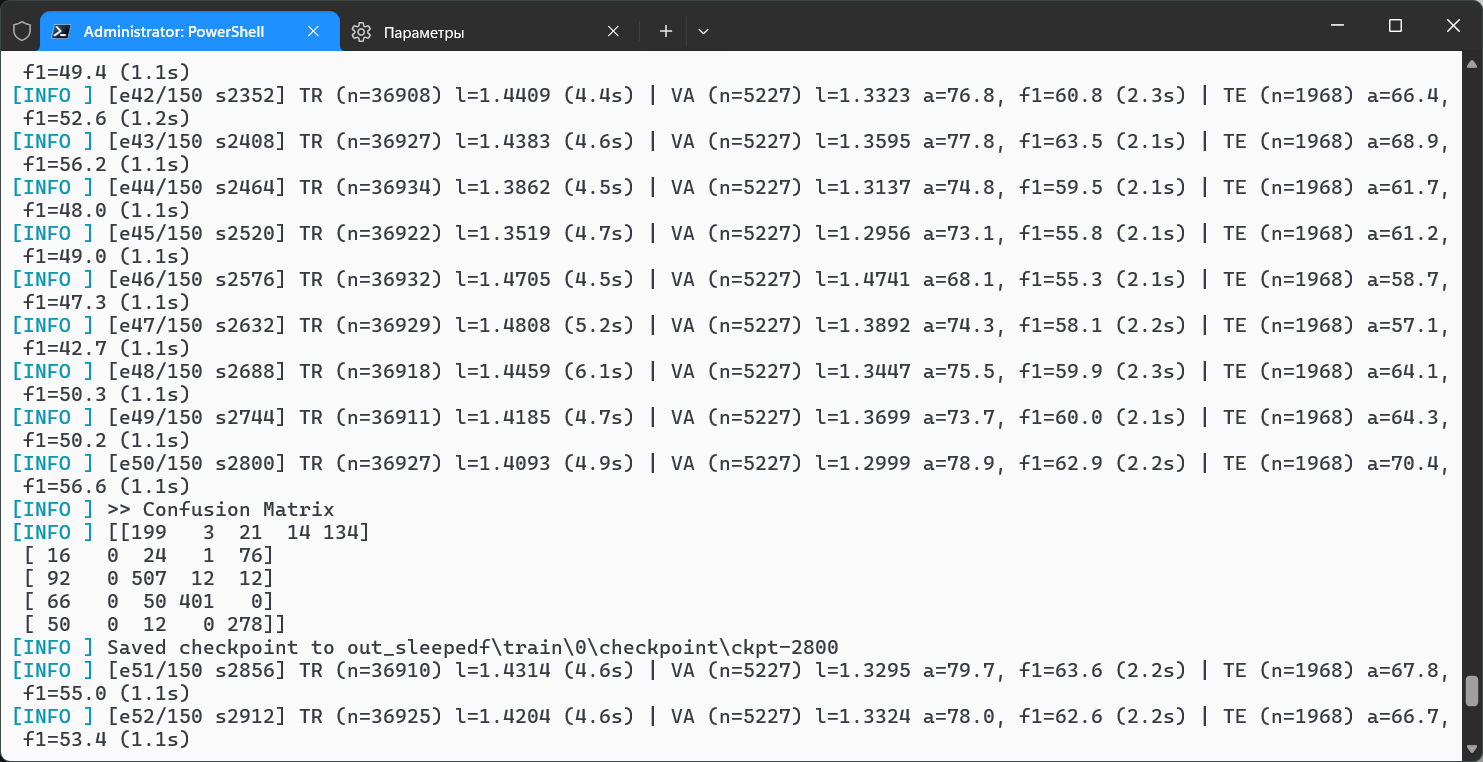 Administrator: PowerShell
Параметры
f1=49.4 (1.1s)
[INFO ] [e42/150 s2352] TR (n=36908) l=1.4409 (4.4s) | VA (n=5227) l=1.3323 a=76.8, f1=60.8 (2.3s) | TE (n=1968) a=66.4,
f1=52.6 (1.2s)
[INFO ] [e43/150 s2408] TR (n=36927) l=1.4383 (4.6s) | VA (n=5227) l=1.3595 a=77.8, f1=63.5 (2.1s) | TE (n=1968) a=68.9,
f1=56.2 (1.1s)
[INFO ] [e44/150 s2464] TR (n=36934) l=1.3862 (4.5s) | VA (n=5227) l=1.3137 a=74.8, f1=59.5 (2.1s) | TE (n=1968) a=61.7,
f1=48.0 (1.1s)
[INFO ] [e45/150 s2520] TR (n=36922) l=1.3519 (4.7s) | VA (n=5227) l=1.2956 a=73.1, f1=55.8 (2.1s) | TE (n=1968) a=61.2,
f1=49.0 (1.1s)
[INFO ] [e46/150 s2576] TR (n=36932) l=1.4705 (4.5s) | VA (n=5227) l=1.4741 a=68.1, f1=55.3 (2.1s) | TE (n=1968) a=58.7,
f1=47.3 (1.1s)
[INFO ] [e47/150 s2632] TR (n=36929) l=1.4808 (5.2s) | VA (n=5227) l=1.3892 a=74.3, f1=58.1 (2.2s) | TE (n=1968) a=57.1,
f1=42.7 (1.1s)
[INFO ] [e48/150 s2688] TR (n=36918) l=1.4459 (6.1s) | VA (n=5227) l=1.3447 a=75.5, f1=59.9 (2.3s) | TE (n=1968) a=64.1,
f1=50.3 (1.1s)
[INFO ] [e49/150 s2744] TR (n=36911) l=1.4185 (4.7s) | VA (n=5227) l=1.3699 a=73.7, f1=60.0 (2.1s) | TE (n=1968) a=64.3,
f1=50.2 (1.1s)
[INFO ] [e50/150 s2800] TR (n=36927) l=1.4093 (4.9s) | VA (n=5227) l=1.2999 a=78.9, f1=62.9 (2.2s) | TE (n=1968) a=70.4,
f1=56.6 (1.1s)
[INFO ] >> Confusion Matrix
[INFO ] [[199   3  21  14 134]
[ 16   0  24   1  76]
[ 92   0 507  12  12]
[ 66   0  50 401   0]
[ 50   0  12   0 278]]
[INFO ] Saved checkpoint to out_sleepedf\train\0\checkpoint\ckpt-2800
[INFO ] [e51/150 s2856] TR (n=36910) l=1.4314 (4.6s) | VA (n=5227) l=1.3295 a=79.7, f1=63.6 (2.2s) | TE (n=1968) a=67.8,
f1=55.0 (1.1s)
[INFO ] [e52/150 s2912] TR (n=36925) l=1.4204 (4.6s) | VA (n=5227) l=1.3324 a=78.0, f1=62.6 (2.2s) | TE (n=1968) a=66.7,
f1=53.4 (1.1s)